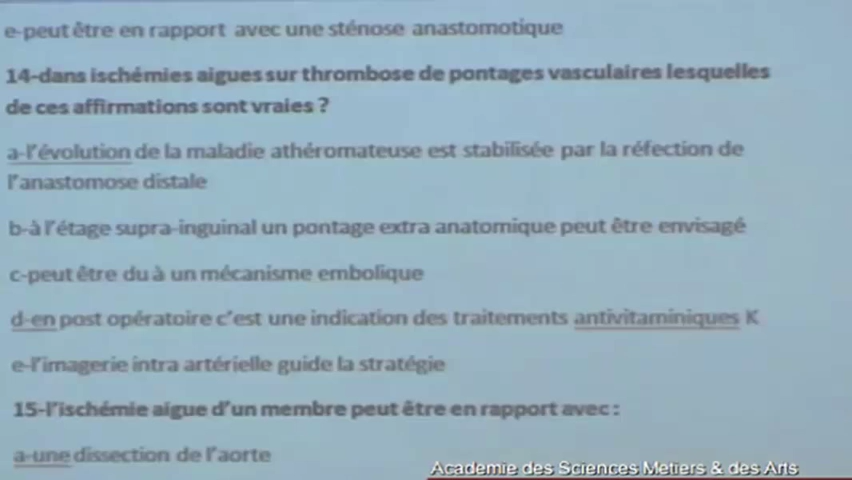 e-peut être en rapport avec une sténose anastomotique
14-dans ischémies aigues sur thrombose de pontages vasculaires lesquelles
de ces affirmations sont vraies ?
a-l'évolution de la maladie athéromateuse est stabilisée par la réfection de
l'anastomose distale
b-à l'étage supra-inguinal un pontage extra anatomique peut être envisagé
c-peut être du à un mécanisme embolique
d-en post opératoire c'est une indication des traitements antivitaminiques K
e-l'imagerie intra artérielle guide la stratégie
15-l'ischémie aigue d'un membre peut être en rapport avec :
a-une dissection de l'aorte
Academie des Sciences Metiers & des Arts